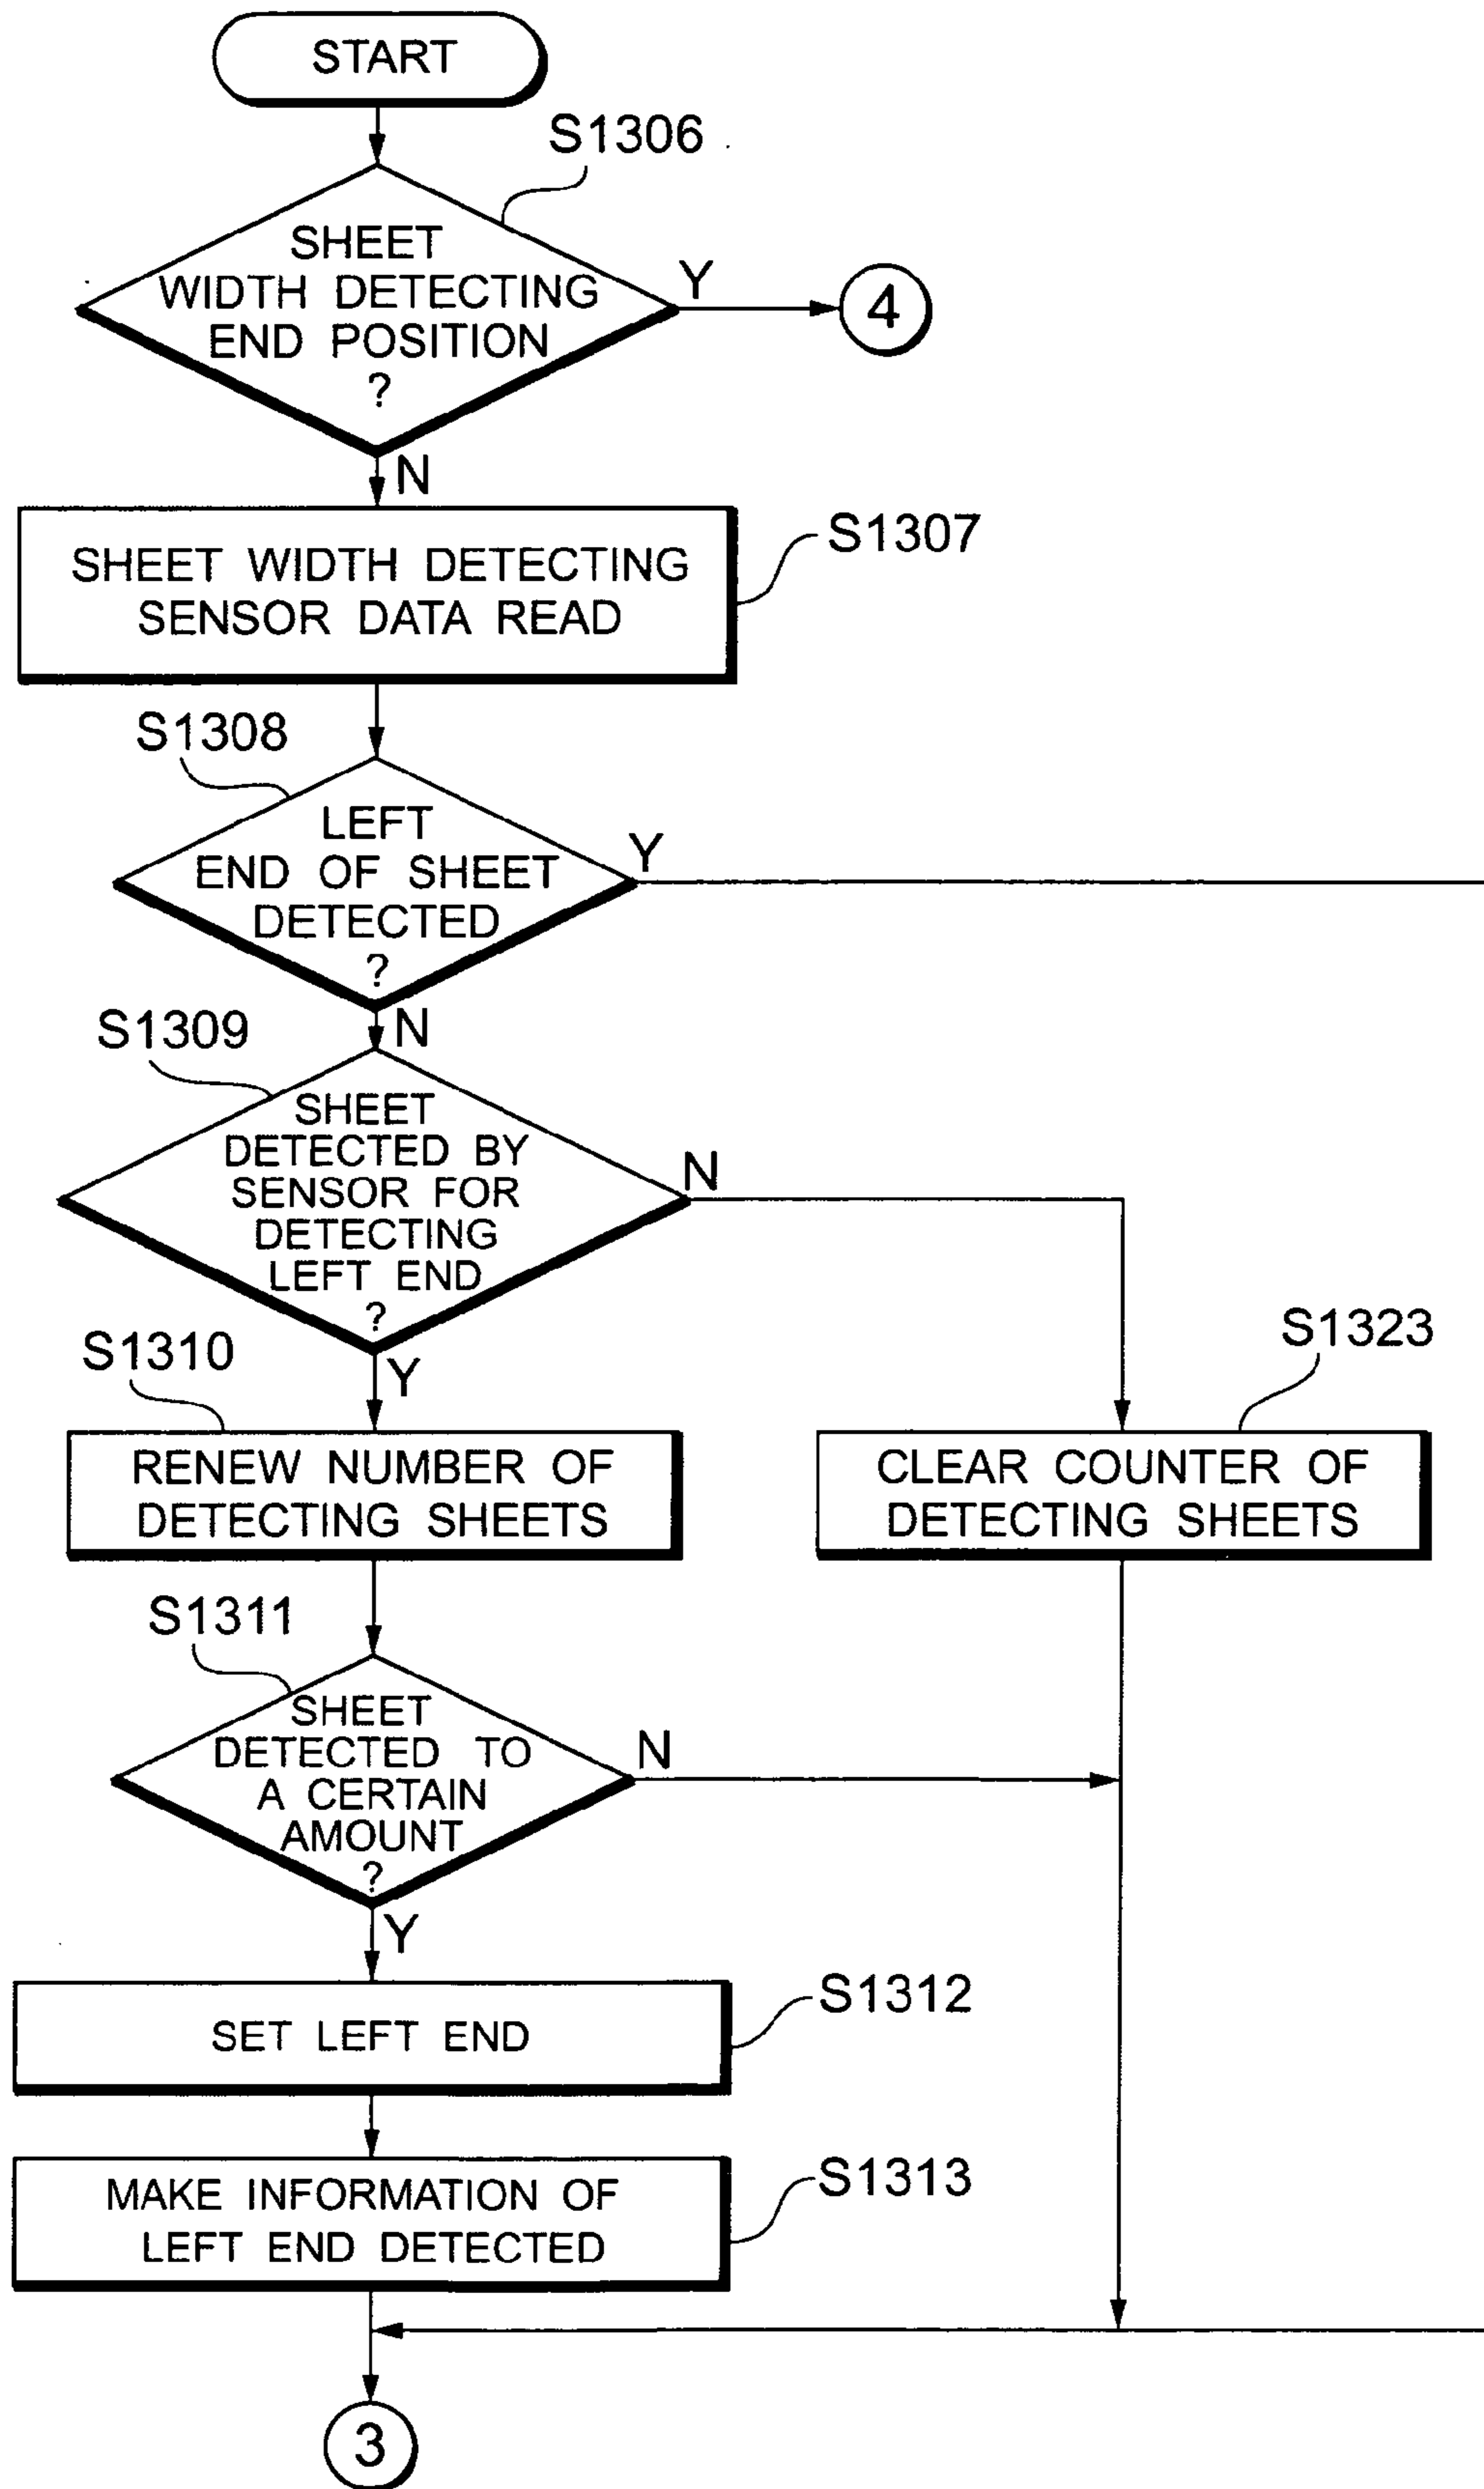 START
S1306
SHEET
WIDTH DETECTING
END POSITION
?
Y
4
N
S1307
SHEET WIDTH DETECTING
SENSOR DATA READ
S1308
LEFT
END OF SHEET
DETECTED
?
Y
N
S1309
SHEET
DETECTED BY
SENSOR FOR
DETECTING
LEFT END
?
N
Y
S1310
RENEW NUMBER OF
DETECTING SHEETS
S1323
CLEAR COUNTER OF
DETECTING SHEETS
S1311
SHEET
DETECTED TO
A CERTAIN
AMOUNT
?
N
Y
S1312
SET LEFT END
S1313
MAKE INFORMATION OF
LEFT END DETECTED
3